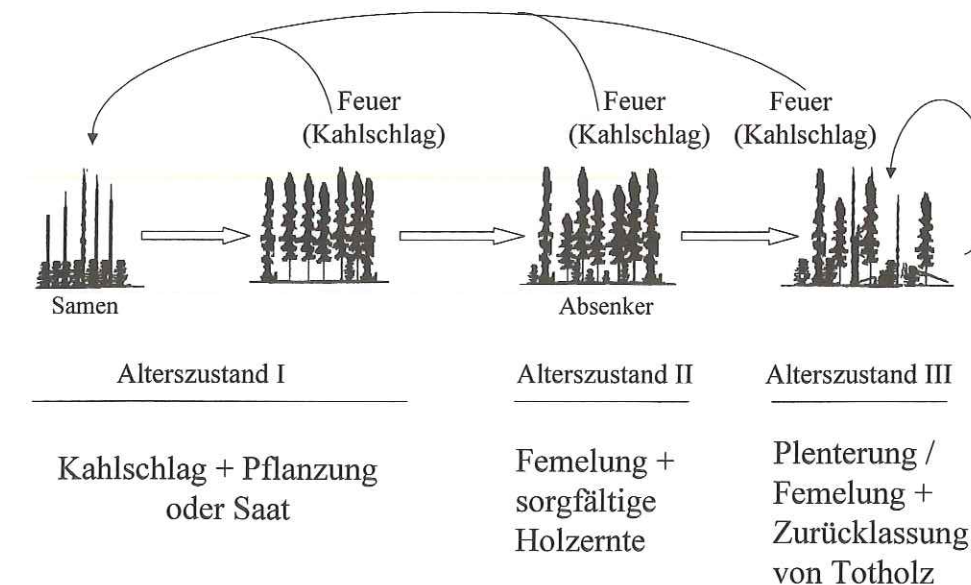 Feuer
(Kahlschlag)
Feuer
(Kahlschlag)
Feuer
(Kahlschlag)
Samen
Absenker
Alterszustand I
Alterszustand II
Alterszustand III
Kahlschlag + Pflanzung
oder Saat
Femelung +
sorgfältige
Holzernte
Plenterung /
Femelung +
Zurücklassung
von Totholz